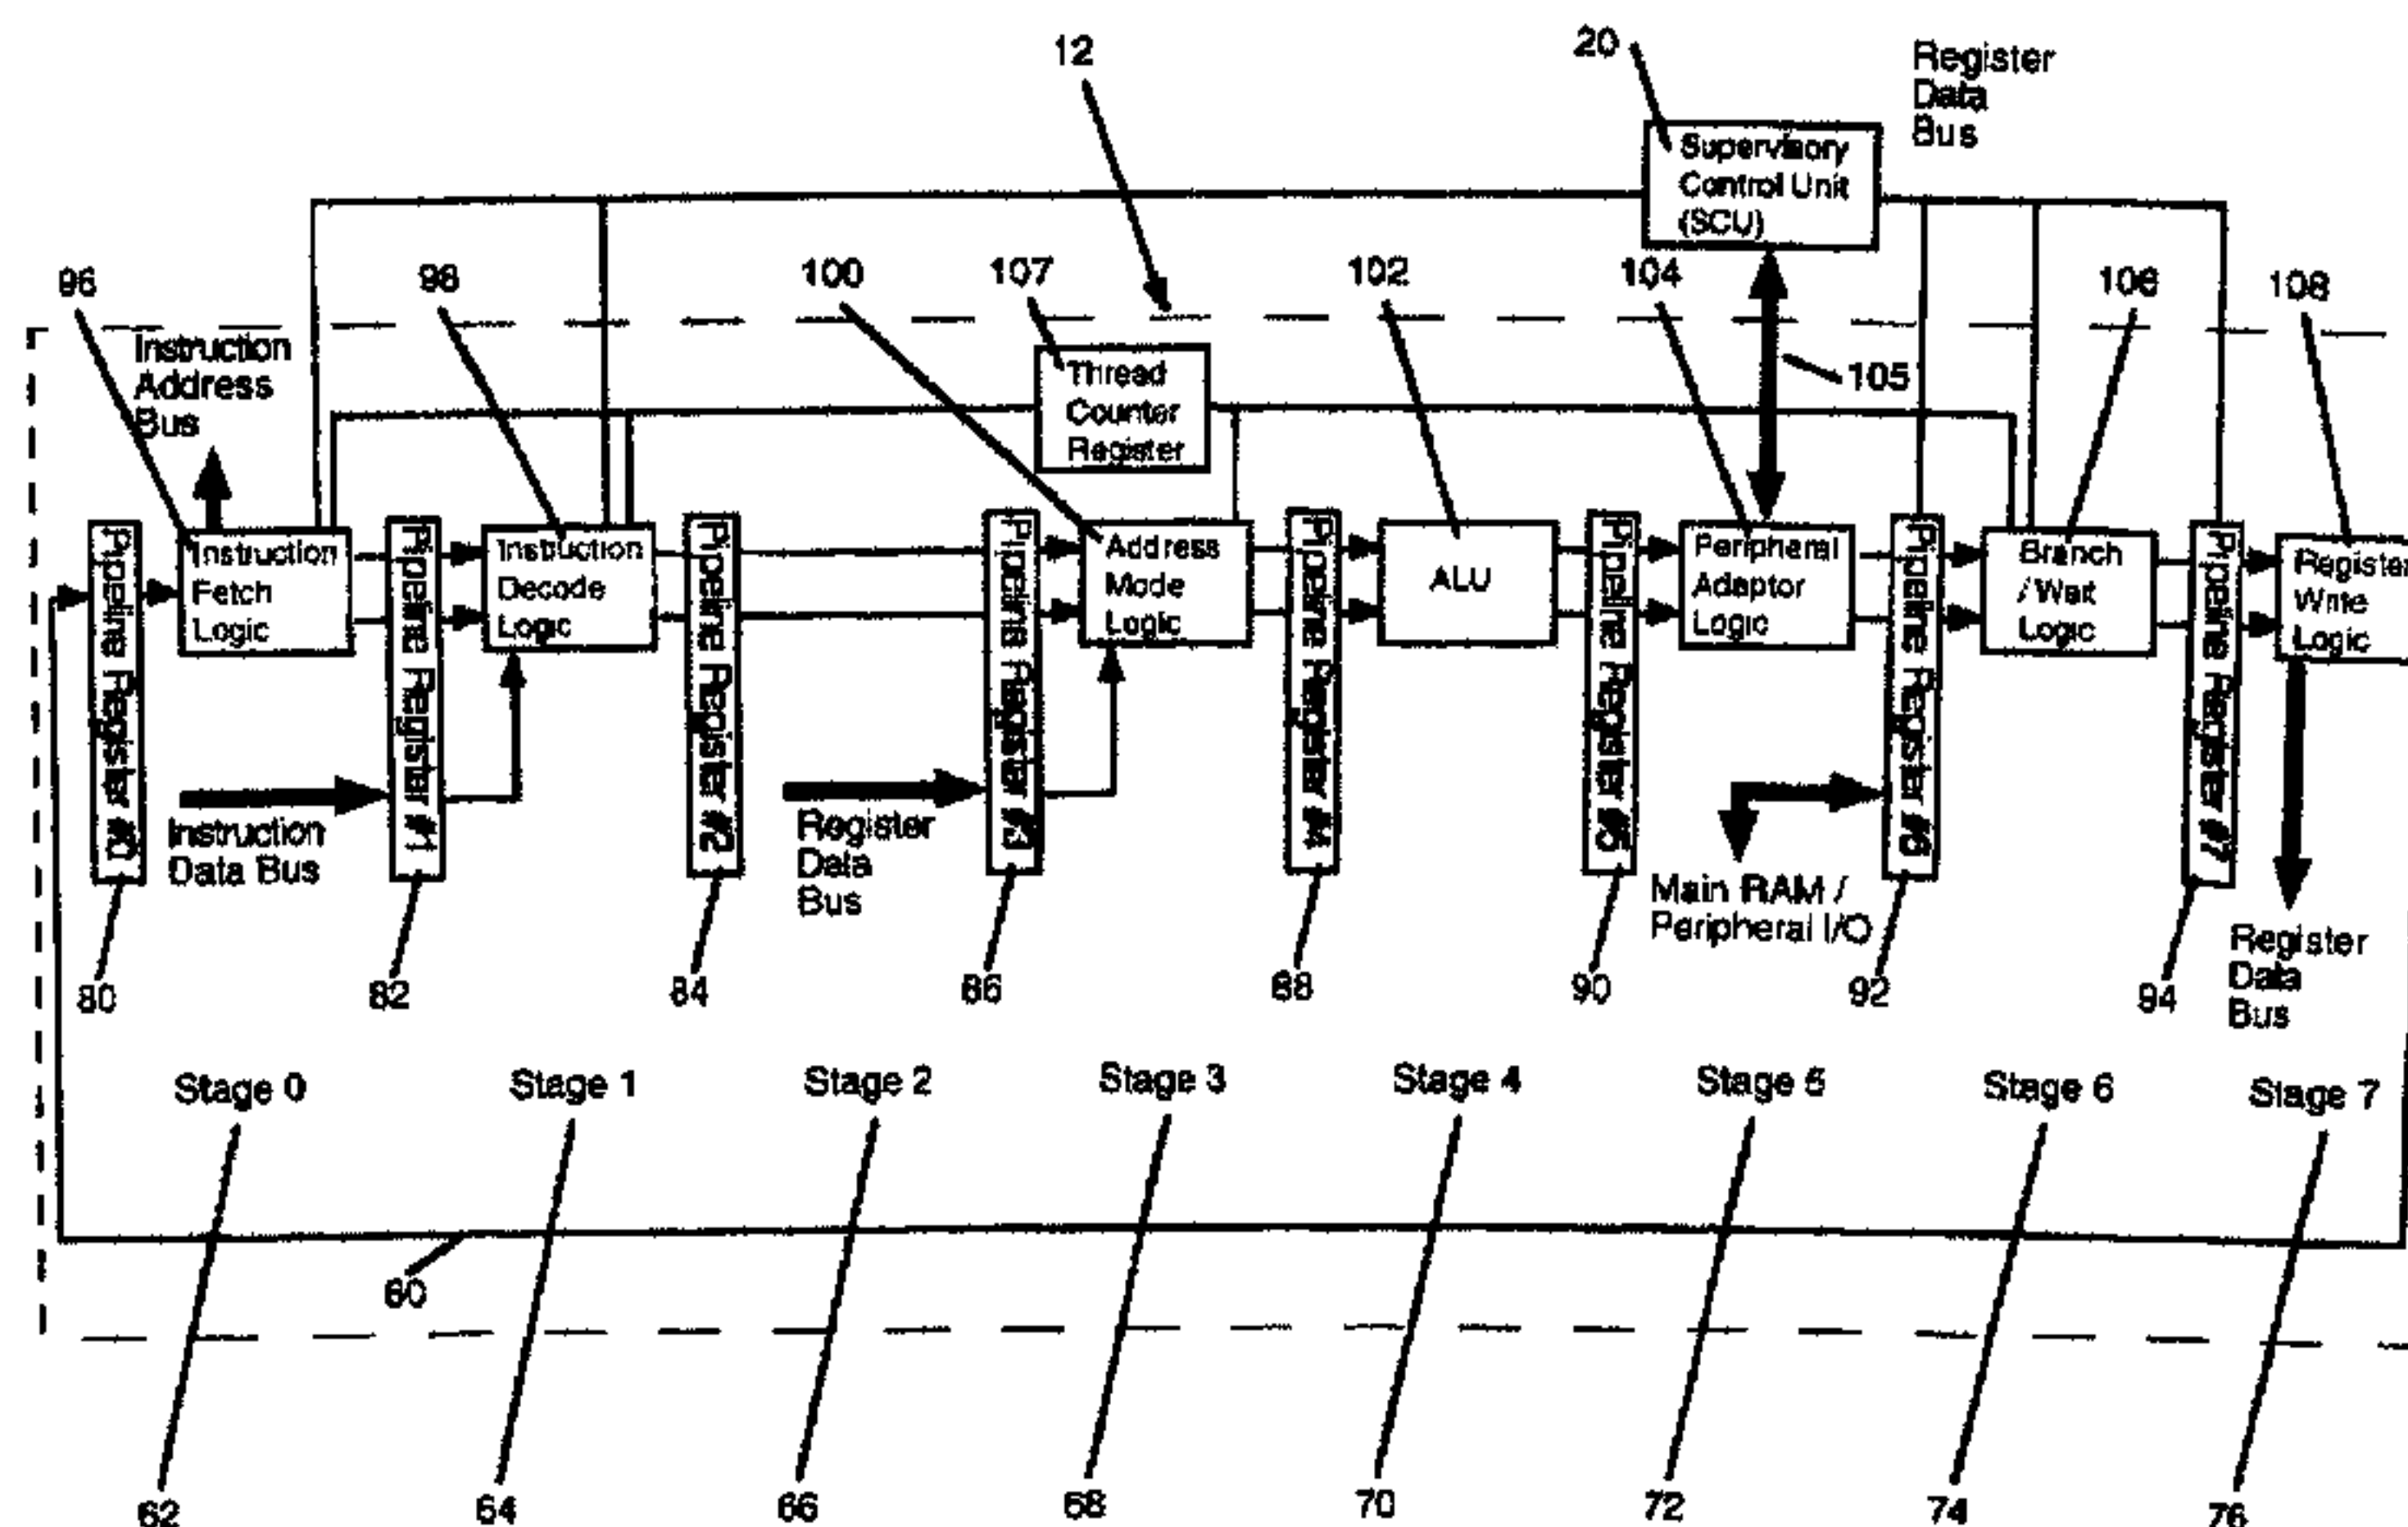 12
20
Register
Data
Bus
Supervisory
Control Unit
(SCU)
96
98
100
107
102
104
106
108
Instruction
Address
Bus
Thread
Counter
Register
105
Pipeline Register #0
Instruction
Fetch
Logic
Pipeline Register #1
Instruction
Decode
Logic
Pipeline Register #2
Pipeline Register #3
Address
Mode
Logic
Pipeline Register #4
ALU
Pipeline Register #5
Peripheral
Adaptor
Logic
Pipeline Register #6
Branch
/ Wait
Logic
Pipeline Register #7
Register
Write
Logic
Instruction
Data Bus
Register
Data
Bus
Main RAM /
Peripheral I/O
Register
Data
Bus
80
82
84
86
88
90
92
94
Stage 0
Stage 1
Stage 2
Stage 3
Stage 4
Stage 5
Stage 6
Stage 7
60
62
64
66
68
70
72
74
76